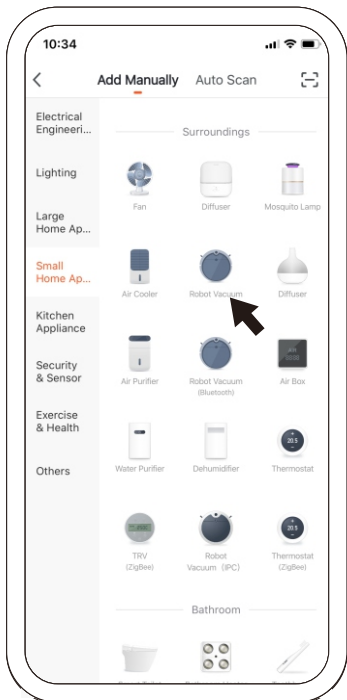 10:34
Add Manually Auto Scan
Electrical
Engineeri...
Lighting
Large
Home Ap...
Small
Home Ap...
Kitchen
Appliance
Security
& Sensor
Exercise
& Health
Others
Surroundings
Fan Diffuser Mosquito Lamp
Air Cooler Robot Vacuum Diffuser
Air Purifier Robot Vacuum Air Box
(Bluetooth)
Water Purifier Dehumidifier Thermostat
TRV Robot Thermostat
(ZigBee) Vacuum (IPC) (ZigBee)
Bathroom